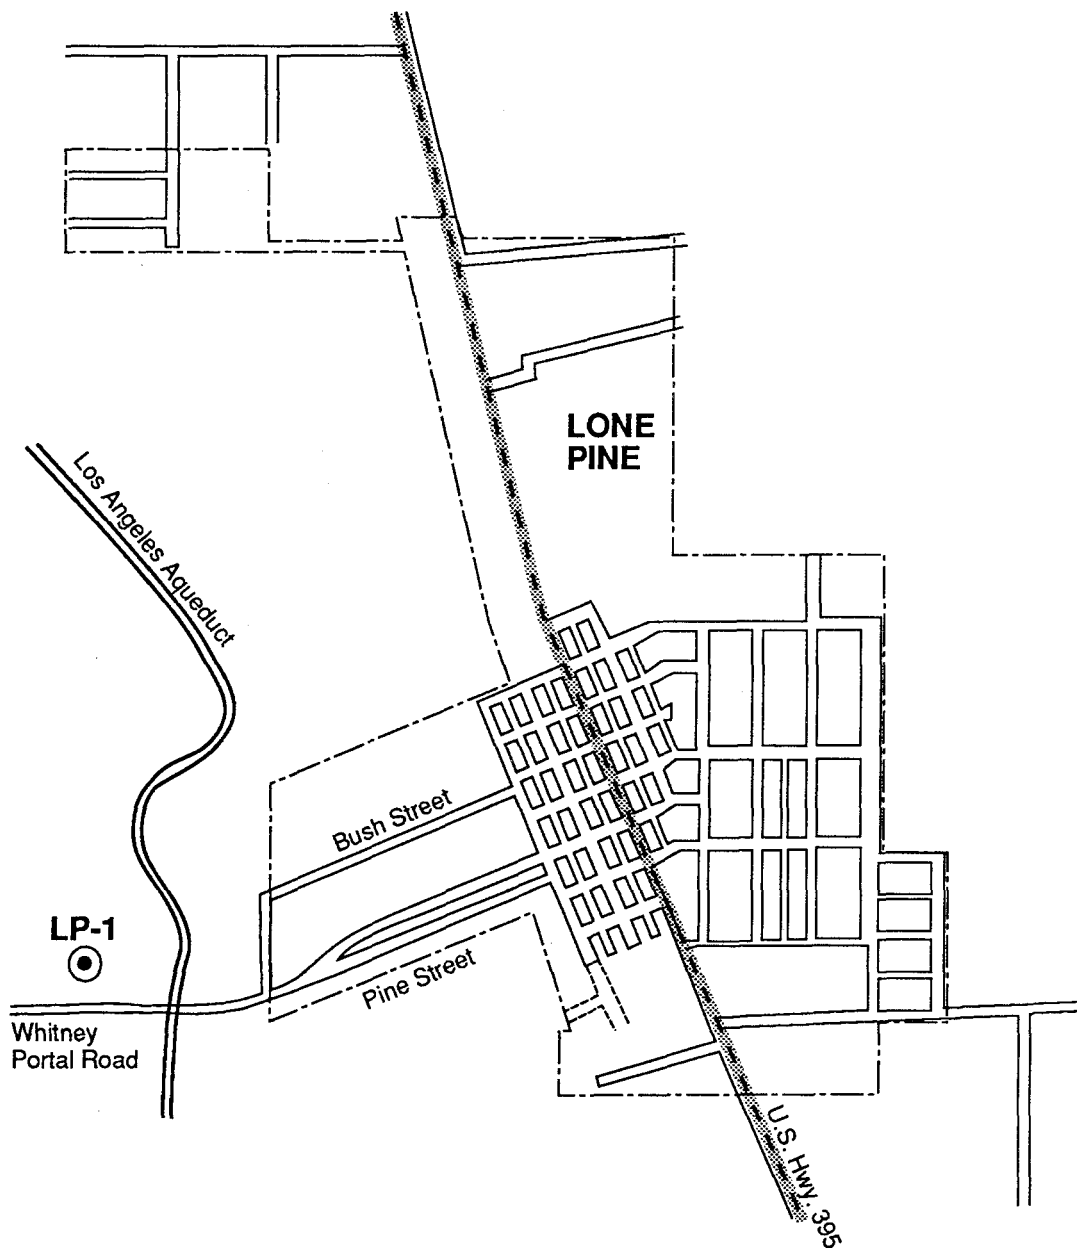 LONE
PINE
Los Angeles Aqueduct
Bush Street
LP-1
Pine Street
Whitney
Portal Road
U.S. Hwy. 395